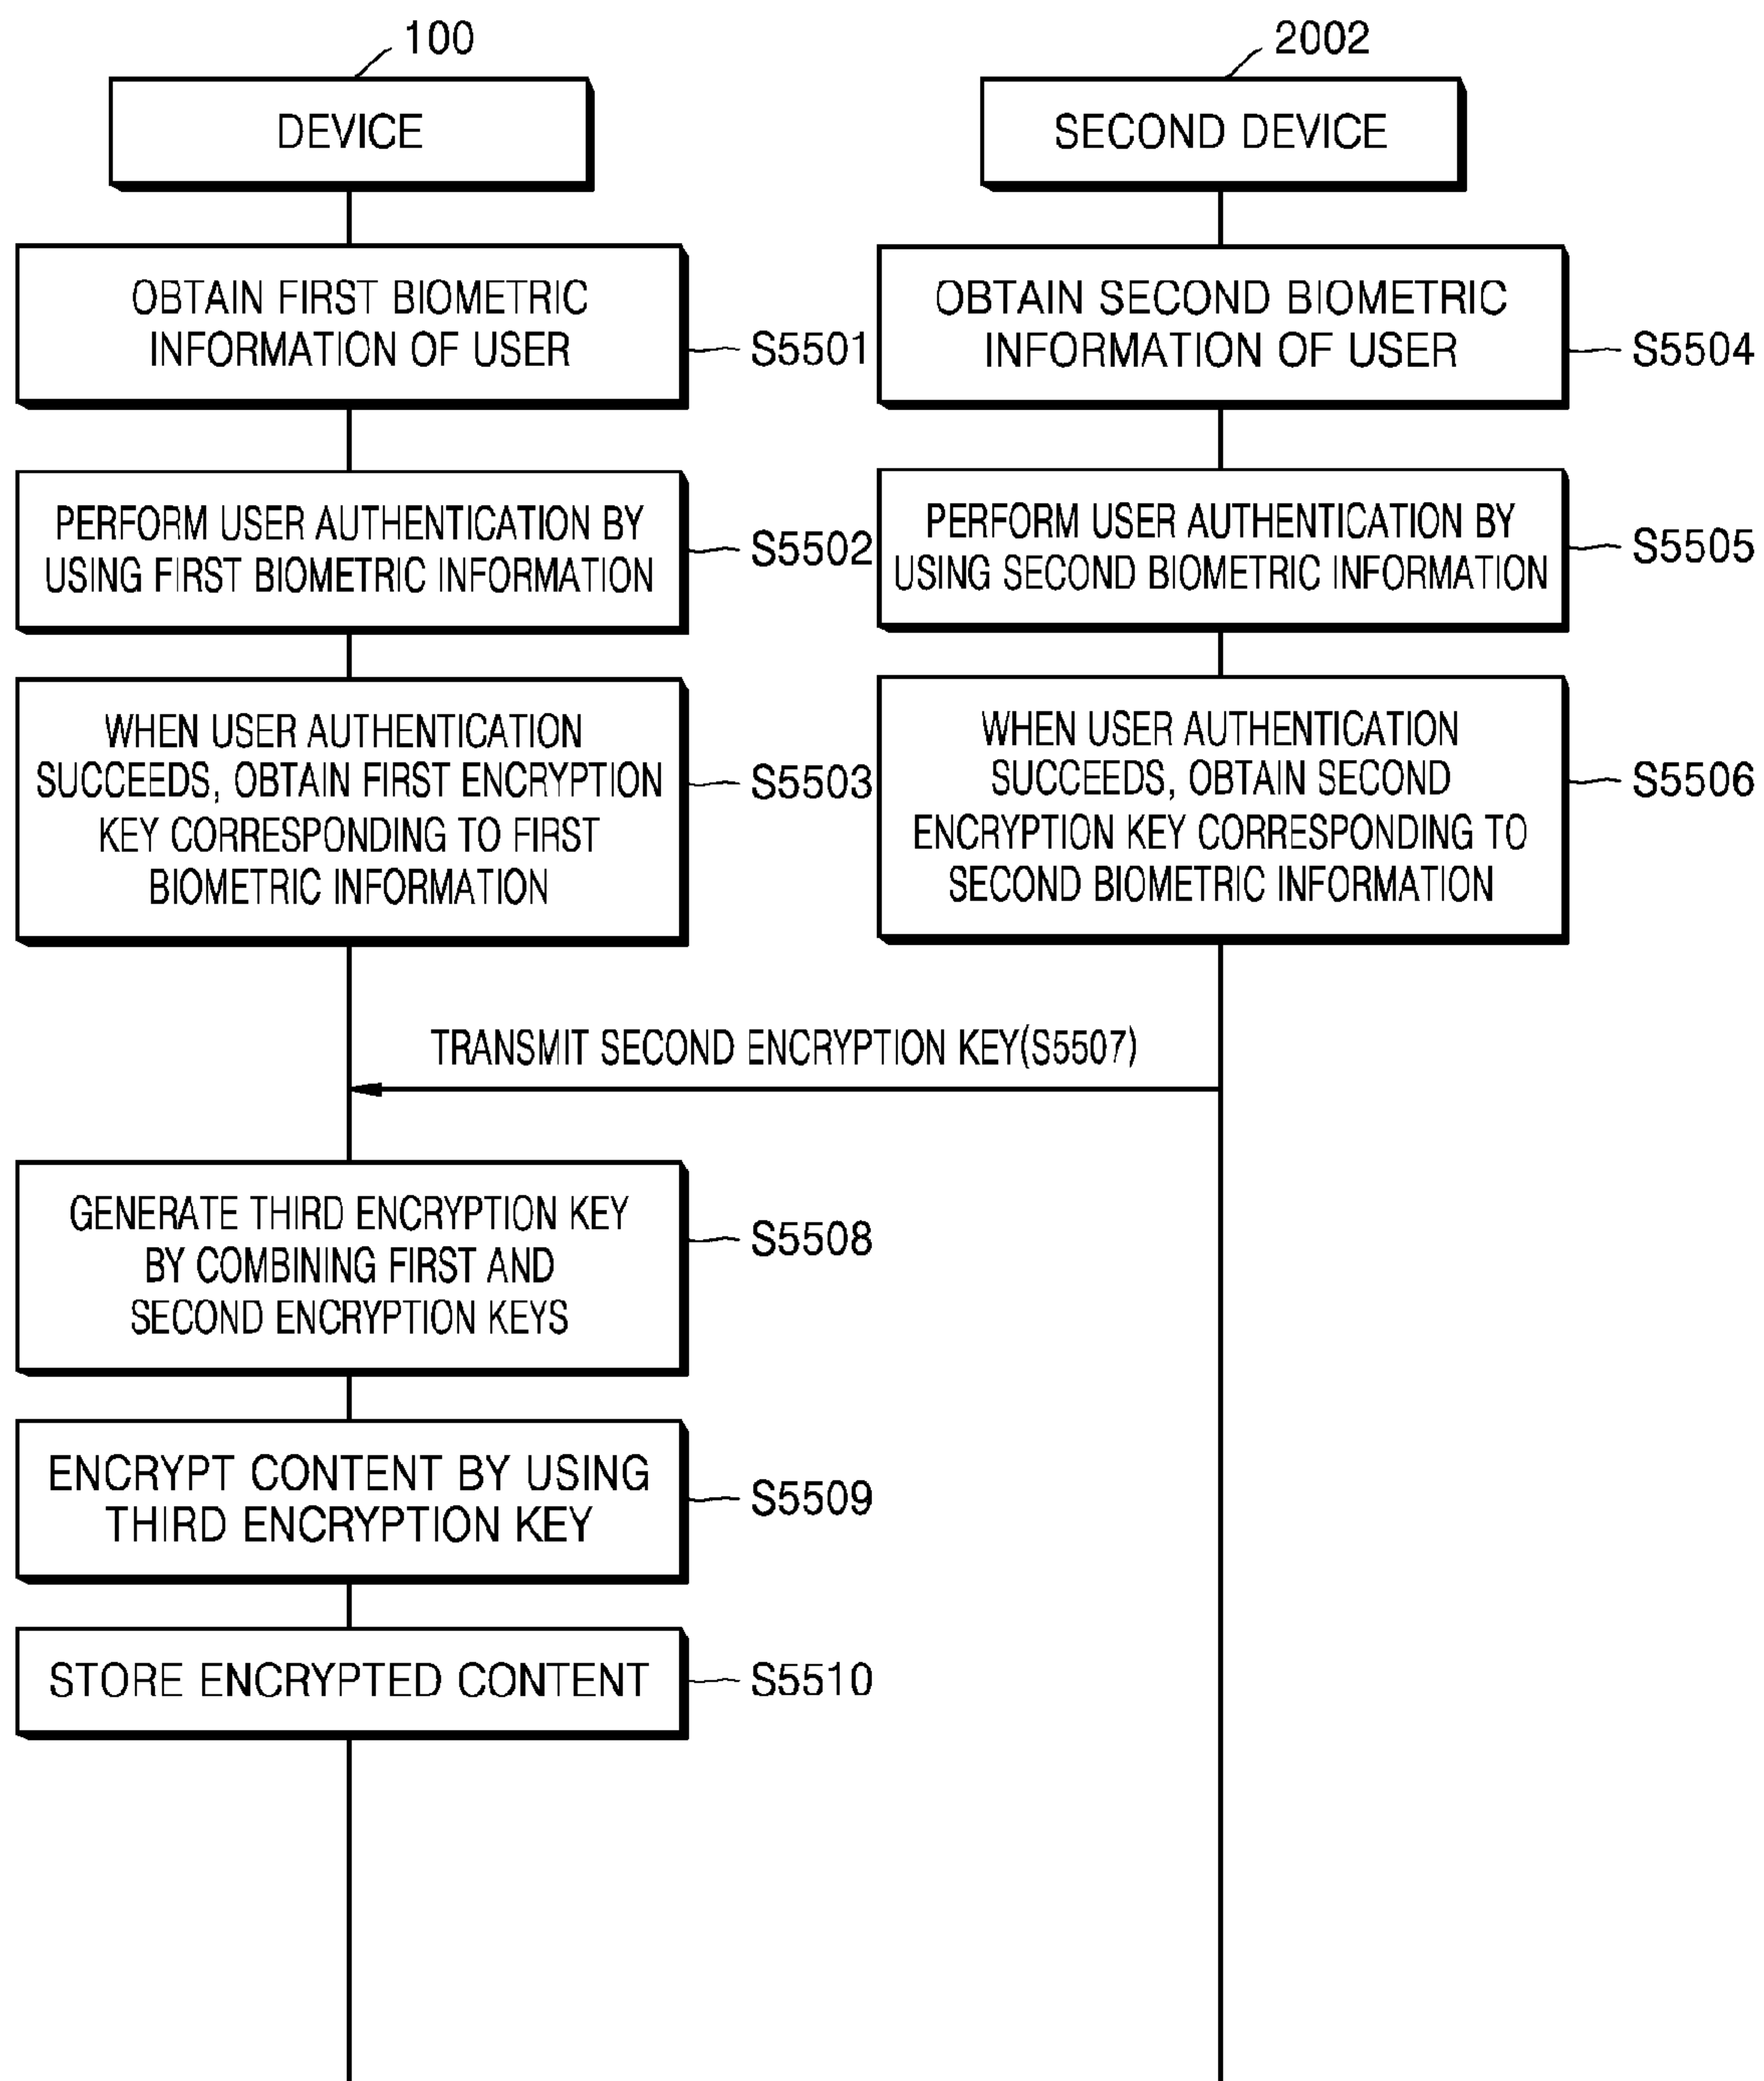 100
DEVICE
2002
SECOND DEVICE
OBTAIN FIRST BIOMETRIC
INFORMATION OF USER
S5501
OBTAIN SECOND BIOMETRIC
INFORMATION OF USER
S5504
PERFORM USER AUTHENTICATION BY
USING FIRST BIOMETRIC INFORMATION
S5502
PERFORM USER AUTHENTICATION BY
USING SECOND BIOMETRIC INFORMATION
S5505
WHEN USER AUTHENTICATION
SUCCEEDS, OBTAIN FIRST ENCRYPTION
KEY CORRESPONDING TO FIRST
BIOMETRIC INFORMATION
S5503
WHEN USER AUTHENTICATION
SUCCEEDS, OBTAIN SECOND
ENCRYPTION KEY CORRESPONDING TO
SECOND BIOMETRIC INFORMATION
S5506
TRANSMIT SECOND ENCRYPTION KEY(S5507)
GENERATE THIRD ENCRYPTION KEY
BY COMBINING FIRST AND
SECOND ENCRYPTION KEYS
S5508
ENCRYPT CONTENT BY USING
THIRD ENCRYPTION KEY
S5509
STORE ENCRYPTED CONTENT
S5510